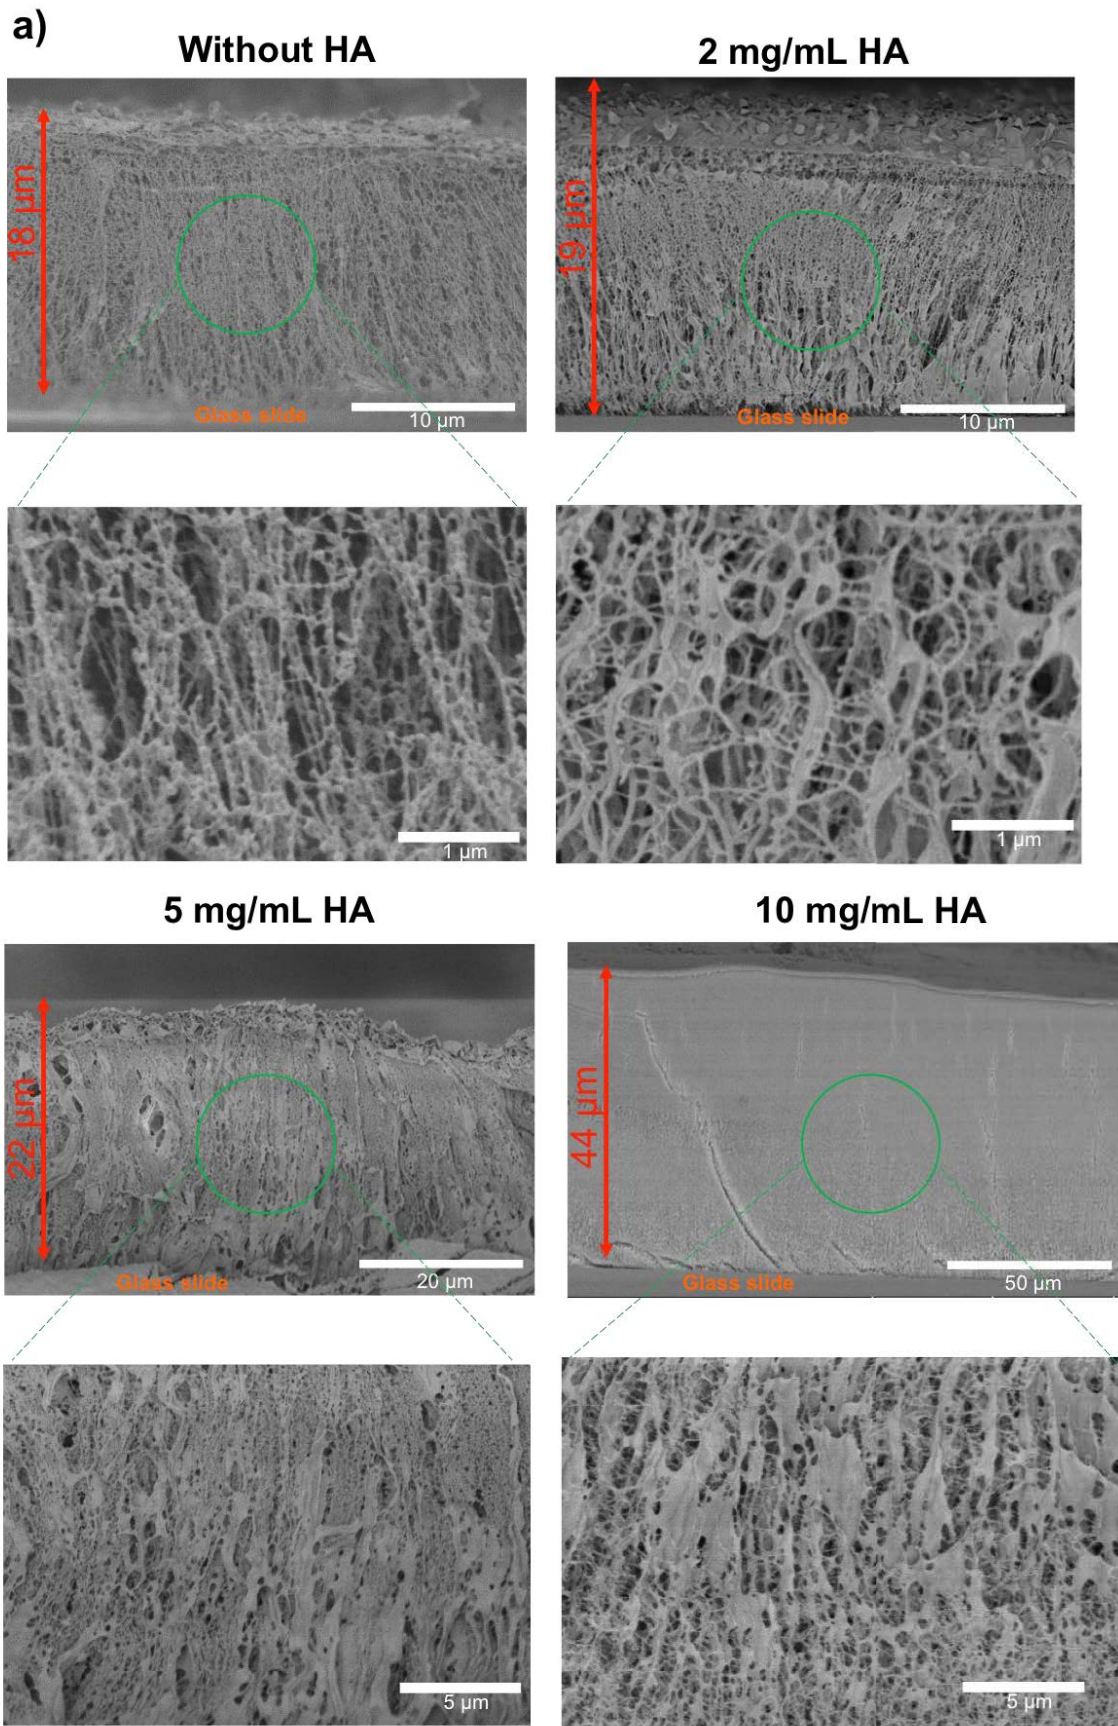 a)
Without HA
2 mg/mL HA
18 µm
Glass slide
10 µm
19 µm
Glass slide
10 µm
1 µm
1 µm
5 mg/mL HA
10 mg/mL HA
22 µm
Glass slide
20 µm
44 µm
Glass slide
50 µm
5 µm
5 µm